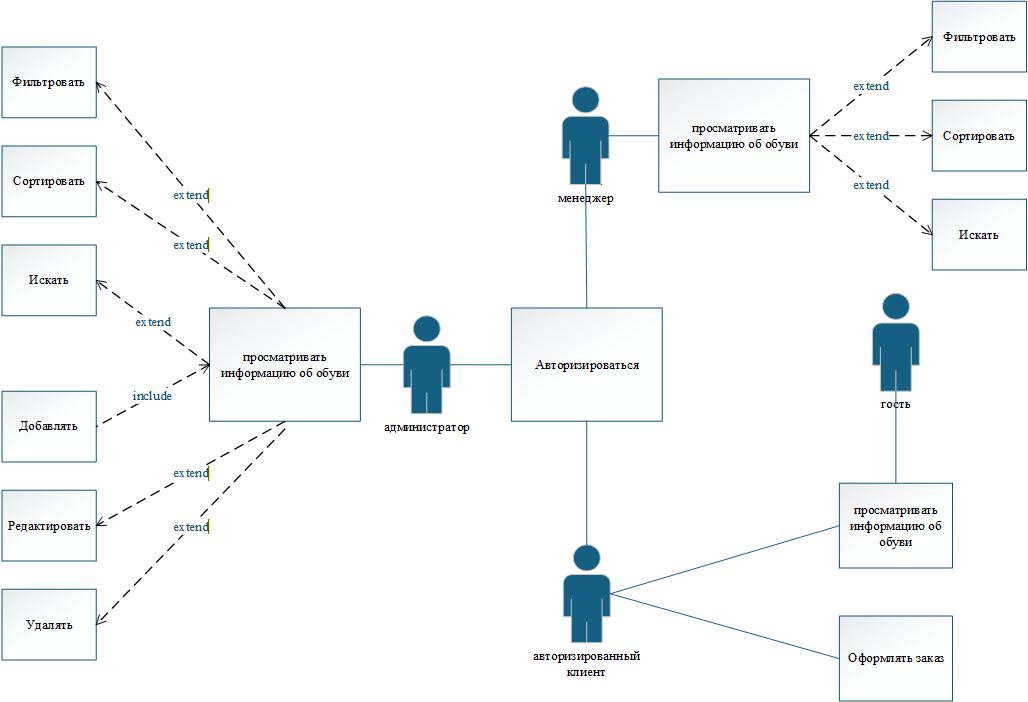 Фильтровать
Сортировать
Искать
Добавлять
Редактировать
Удалять
extend
extend
extend
include
extend
extend
просматривать
информацию об обуви
администратор
Авторизироваться
менеджер
просматривать
информацию об обуви
extend
extend
extend
Фильтровать
Сортировать
Искать
гость
просматривать
информацию об
обуви
авторизированный
клиент
Оформлять заказ